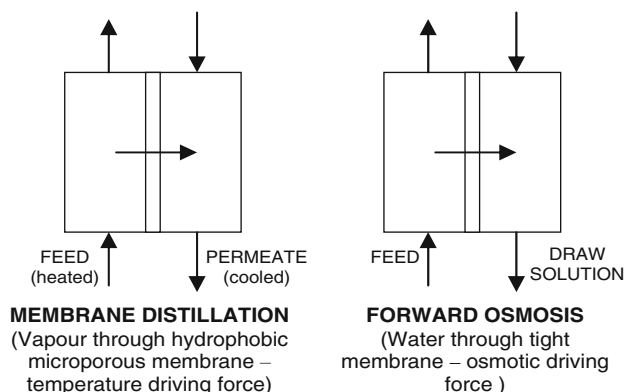 FEED
(heated)
PERMEATE
(cooled)
MEMBRANE DISTILLATION
(Vapour through hydrophobic
microporous membrane –
temperature driving force)
FEED
DRAW
SOLUTION
FORWARD OSMOSIS
(Water through tight
membrane – osmotic driving
force )